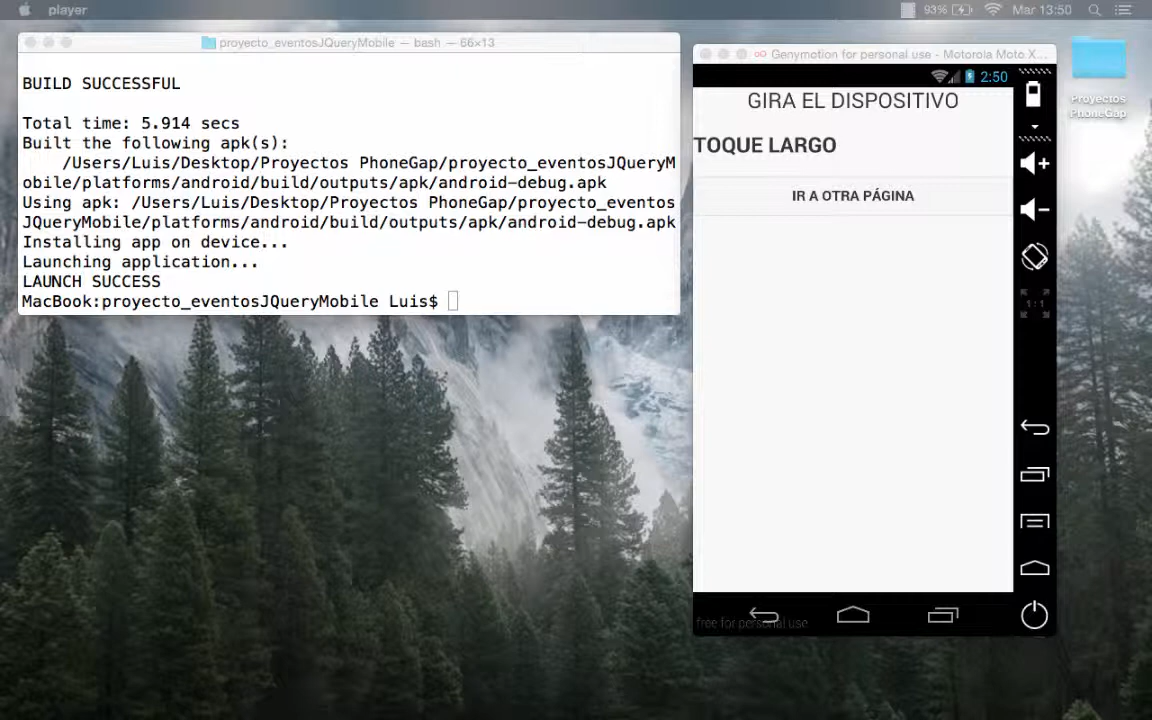 player
93%
Mar 13:50
proyecto_eventosJQueryMobile — bash — 66×13
BUILD SUCCESSFUL
Total time: 5.914 secs
Built the following apk(s):
/Users/Luis/Desktop/Proyectos PhoneGap/proyecto_eventosJQueryM
obile/platforms/android/build/outputs/apk/android-debug.apk
Using apk: /Users/Luis/Desktop/Proyectos PhoneGap/proyecto_eventos
JQueryMobile/platforms/android/build/outputs/apk/android-debug.apk
Installing app on device...
Launching application...
LAUNCH SUCCESS
MacBook:proyecto_eventosJQueryMobile Luis$
Genymotion for personal use - Motorola Moto X...
2:50
GIRA EL DISPOSITIVO
TOQUE LARGO
IR A OTRA PÁGINA
1:1
free for personal use
Proyectos
PhoneGap